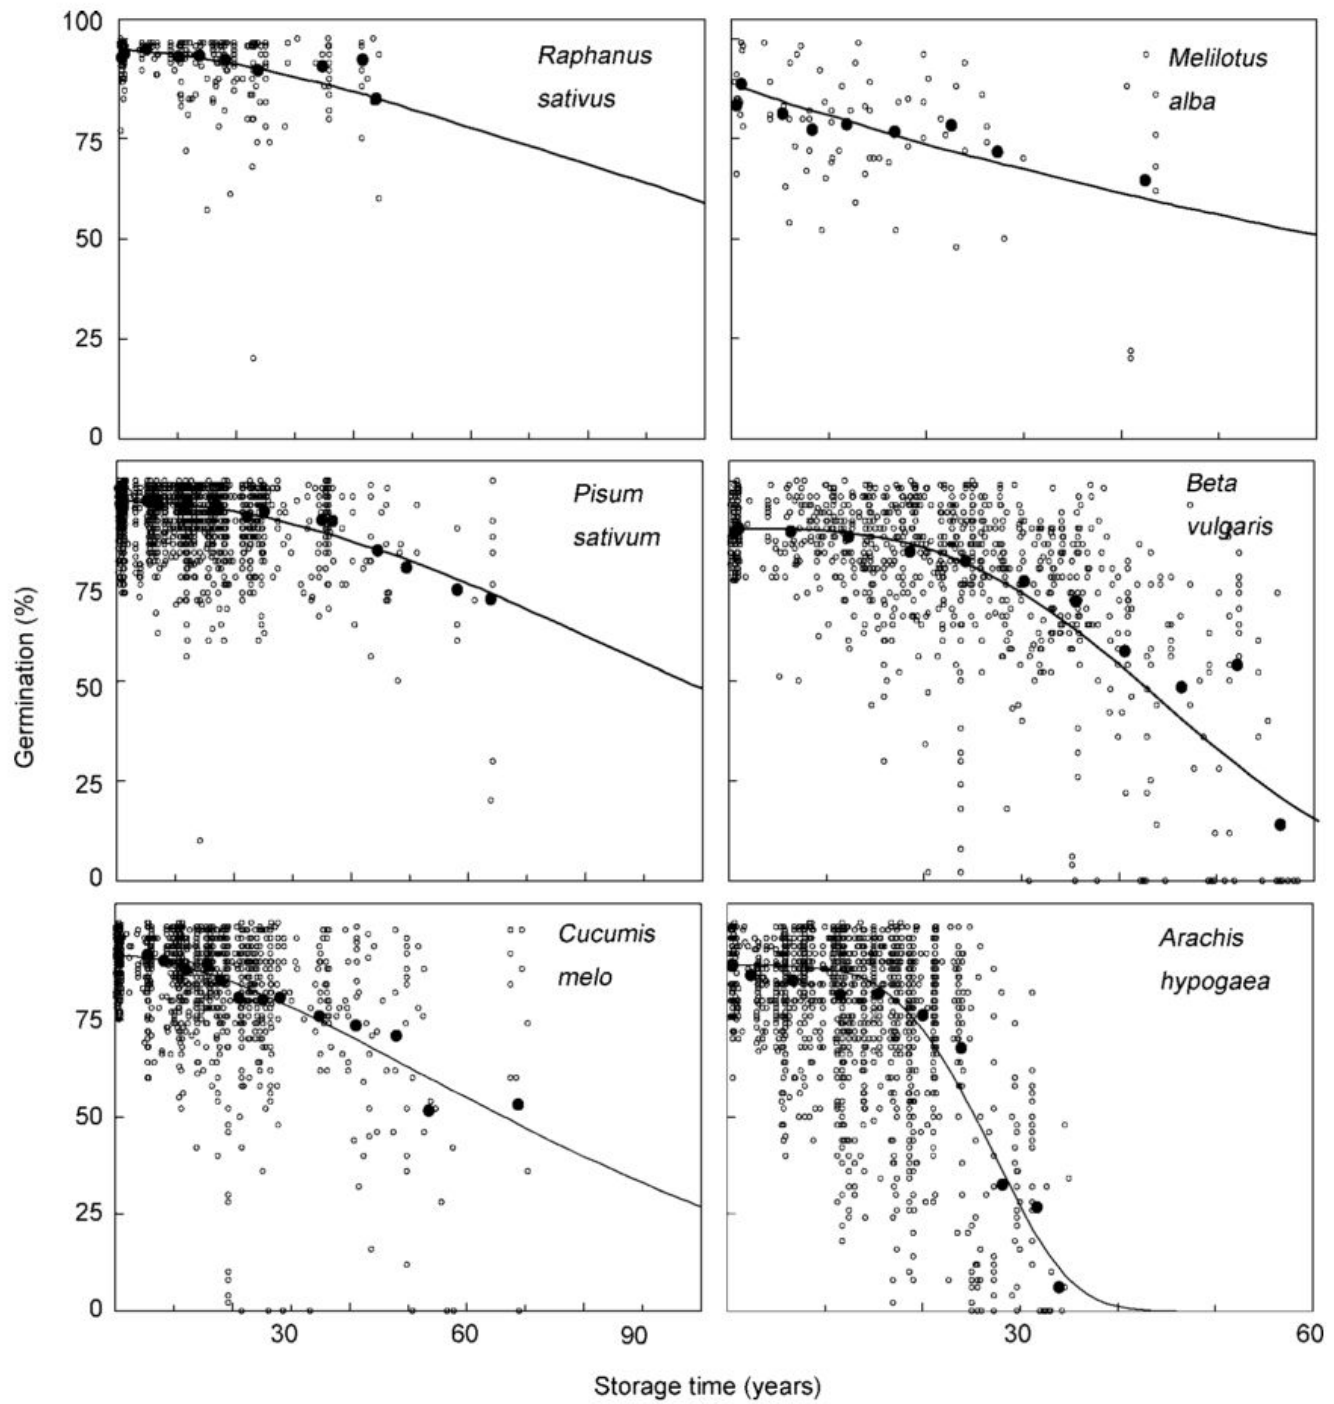 100
75
50
25
0
Raphanus
sativus
Melilotus
alba
75
50
25
0
Pisum
sativum
Beta
vulgaris
Germination (%)
75
50
25
0
Cucumis
melo
Arachis
hypogaea
30
60
90
30
60
Storage time (years)